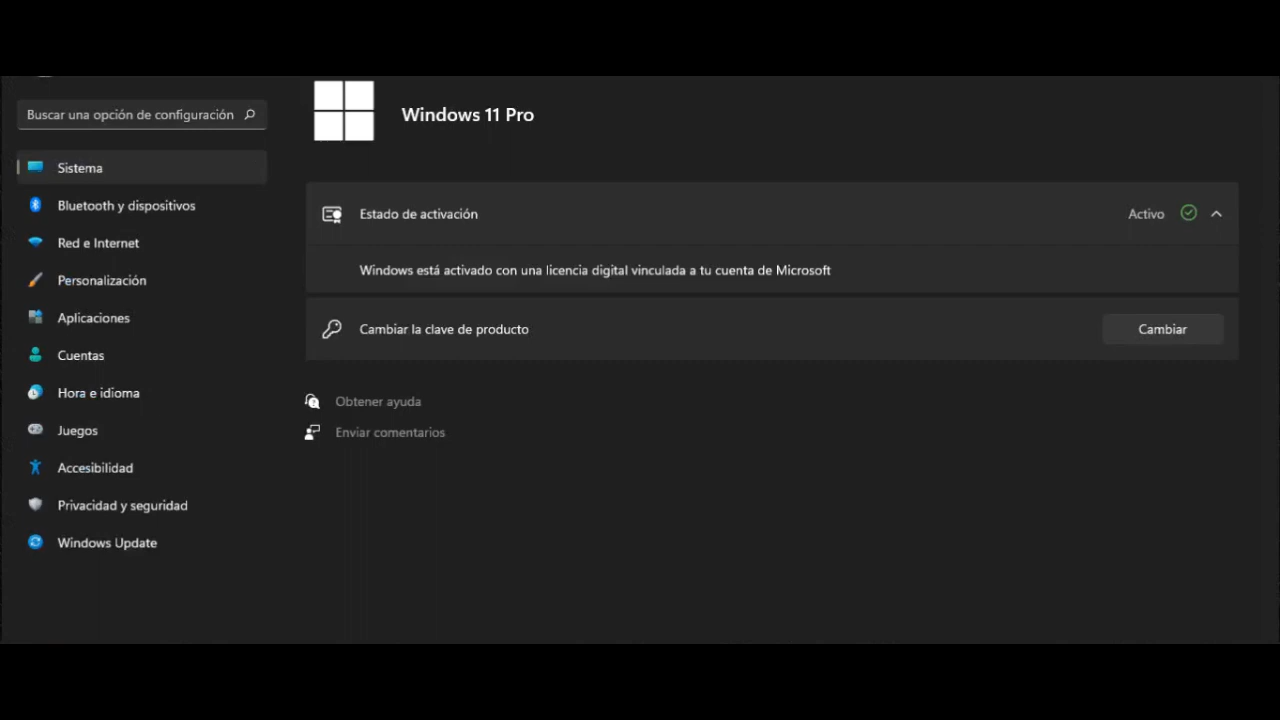 Buscar una opción de configuración
Windows 11 Pro
Sistema
Bluetooth y dispositivos
Red e Internet
Personalización
Aplicaciones
Cuentas
Hora e idioma
Juegos
Accesibilidad
Privacidad y seguridad
Windows Update
Estado de activación
Activo
Windows está activado con una licencia digital vinculada a tu cuenta de Microsoft
Cambiar la clave de producto
Cambiar
Obtener ayuda
Enviar comentarios